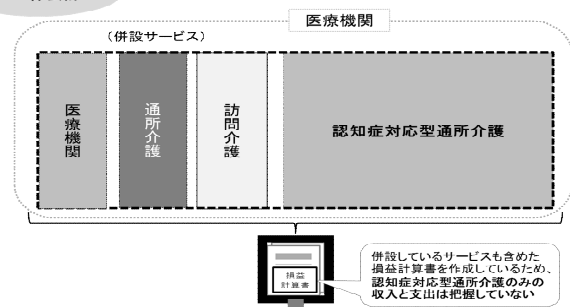 医療機関
（併設サービス）
医療機関
通所介護
訪問介護
認知症対応型通所介護
損益
計算書
併設しているサービスも含めた
損益計算書を作成しているため、
認知症対応型通所介護のみの
収入と支出は把握していない